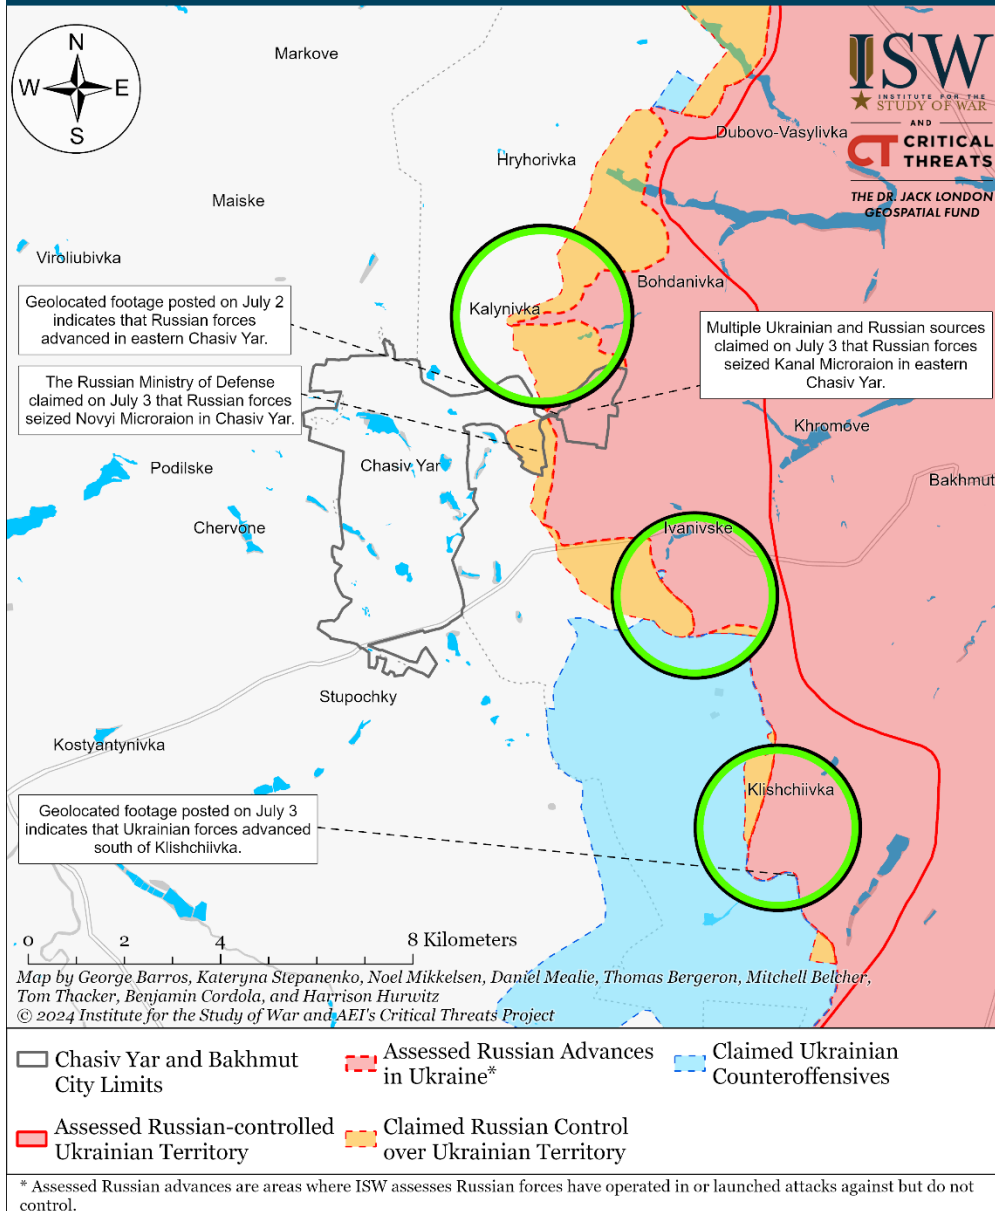 N
W
E
S
Markove
ISW
INSTITUTE FOR THE
STUDY OF WAR
AND
CT CRITICAL
THREATS
THE DR. JACK LONDON
GEOSPATIAL FUND
Dubovo-Vasylivka
Hryhorivka
Maiske
Viroliubivka
Bohdanivka
Kalynivka
Geolocated footage posted on July 2
indicates that Russian forces
advanced in eastern Chasiv Yar.
Multiple Ukrainian and Russian sources
claimed on July 3 that Russian forces
seized Kanal Microraion in eastern
Chasiv Yar.
The Russian Ministry of Defense
claimed on July 3 that Russian forces
seized Novyi Microraion in Chasiv Yar.
Khromove
Podilske
Chasiv Yar
Bakhmut
Chervone
Ivanivske
Stupochky
Kostyantynivka
Klishchiivka
Geolocated footage posted on July 3
indicates that Ukrainian forces advanced
south of Klishchiivka.
0 2 4 8 Kilometers
Map by George Barros, Kateryna Stepanenko, Noel Mikkelsen, Daniel Mealie, Thomas Bergeron, Mitchell Belcher,
Tom Thacker, Benjamin Cordola, and Harrison Hurwitz
© 2024 Institute for the Study of War and AEI's Critical Threats Project
Chasiv Yar and Bakhmut
City Limits
Assessed Russian Advances
in Ukraine*
Claimed Ukrainian
Counteroffensives
Assessed Russian-controlled
Ukrainian Territory
Claimed Russian Control
over Ukrainian Territory
* Assessed Russian advances are areas where ISW assesses Russian forces have operated in or launched attacks against but do not
control.